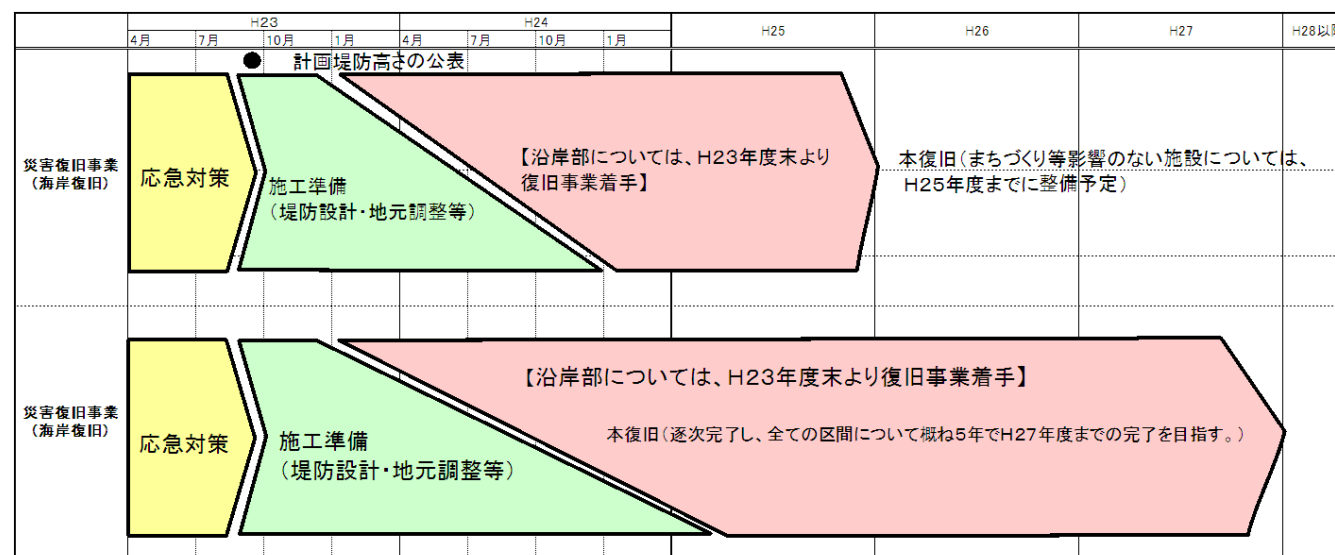 H23 H24 H25 H26 H27 H28以降
4月 7月 10月 1月 4月 7月 10月 1月
● 計画堤防高さの公表
災害復旧事業
(海岸復旧)
応急対策
施工準備
(堤防設計・地元調整等)
【沿岸部については、H23年度末より
復旧事業着手】
本復旧(まちづくり等影響のない施設については、
H25年度までに整備予定)
災害復旧事業
(海岸復旧)
応急対策
施工準備
(堤防設計・地元調整等)
【沿岸部については、H23年度末より復旧事業着手】
本復旧(逐次完了し、全ての区間について概ね5年でH27年度までの完了を目指す。)